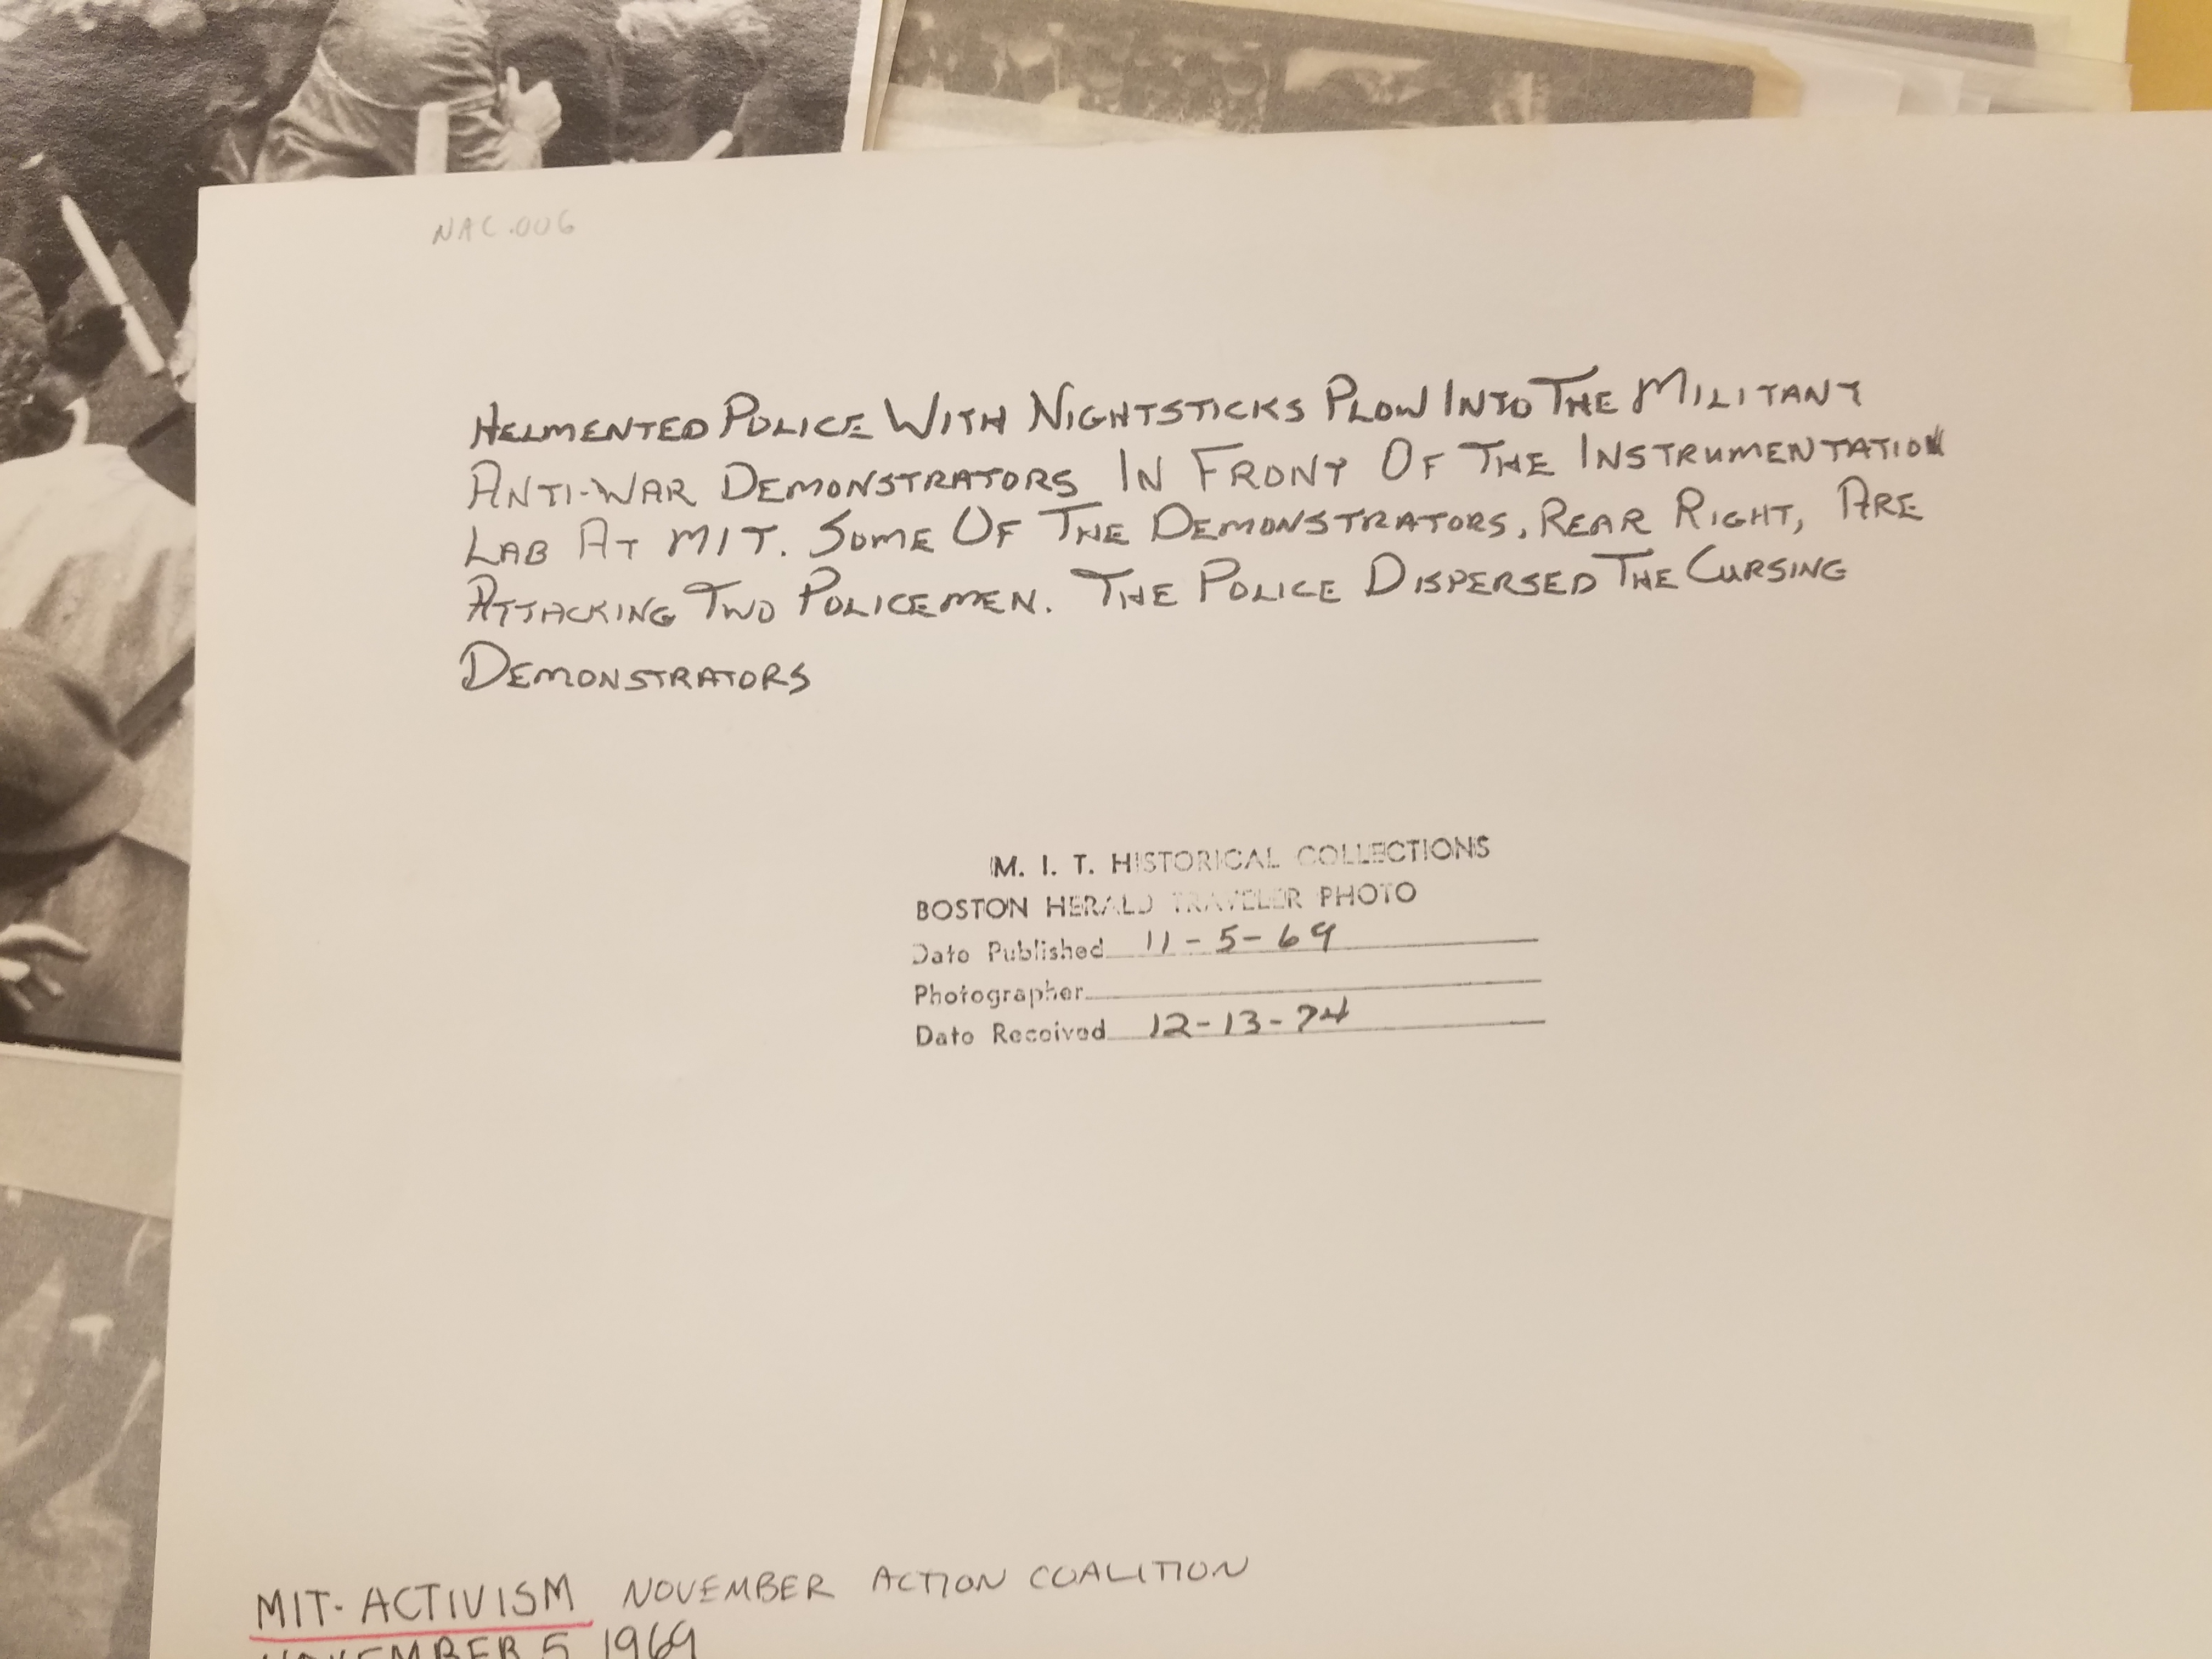 NAC.006
HELMENTED POLICE WITH NIGHTSTICKS PLOW INTO THE MILITANT
ANTI-WAR DEMONSTRATORS IN FRONT OF THE INSTRUMENTATION
LAB AT MIT. SOME OF THE DEMONSTRATORS, REAR RIGHT, ARE
ATTACKING TWO POLICEMEN. THE POLICE DISPERSED THE CURSING
DEMONSTRATORS
M. I. T. HISTORICAL COLLECTIONS
BOSTON HERALD TRAVELER PHOTO
Date Published 11-5-69
Photographer
Date Received 12-13-74
MIT-ACTIVISM NOVEMBER ACTION COALITION
NOVEMBER 5 1969